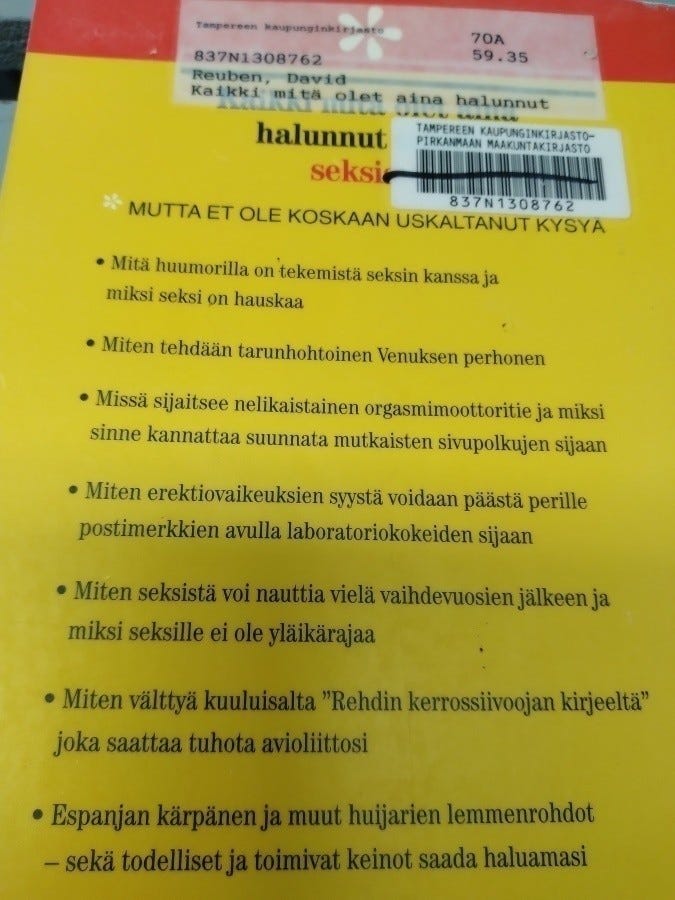 Tampereen kaupunginkirjasto
70A
837N1308762
59.35
Reuben, David
Kaikki mitä olet aina halunnut
Kaikki mitä olet aina
halunnut
TAMPEREEN KAUPUNGINKIRJASTO-
PIRKANMAAN MAAKUNTAKIRJASTO
837N1308762
MUTTA ET OLE KOSKAAN USKALTANUT KYSYÄ
• Mitä huumorilla on tekemistä seksin kanssa ja
miksi seksi on hauskaa
• Miten tehdään tarunhohtoinen Venuksen perhonen
• Missä sijaitsee nelikaistainen orgasmimoottoritie ja miksi
sinne kannattaa suunnata mutkaisten sivupolkujen sijaan
• Miten erektiovaikeuksien syystä voidaan päästä perille
postimerkkien avulla laboratoriokokeiden sijaan
• Miten seksistä voi nauttia vielä vaihdevuosien jälkeen ja
miksi seksille ei ole yläikärajaa
• Miten välttyä kuuluisalta ”Rehdin kerrossiivoojan kirjeeltä”
joka saattaa tuhota avioliittosi
• Espanjan kärpänen ja muut huijarien lemmenrohdot
– sekä todelliset ja toimivat keinot saada haluamasi